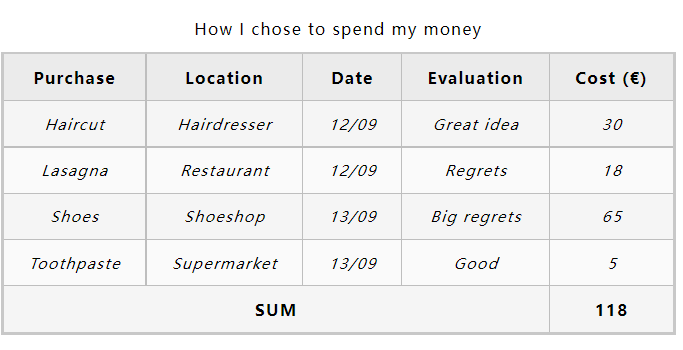 How I chose to spend my money
Purchase Location Date Evaluation Cost (€)
Haircut Hairdresser 12/09 Great idea 30
Lasagna Restaurant 12/09 Regrets 18
Shoes Shoeshop 13/09 Big regrets 65
Toothpaste Supermarket 13/09 Good 5
SUM 118